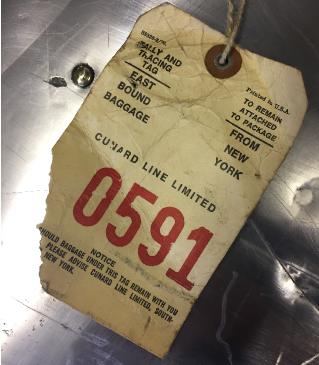 TALLY AND
TRACING
TAG
EAST
BOUND
BAGGAGE
Printed in U.S.A.
TO REMAIN
ATTACHED
TO PACKAGE
FROM
NEW
YORK
CUNARD LINE LIMITED
0591
NOTICE
SHOULD BAGGAGE UNDER THIS TAG REMAIN WITH YOU
PLEASE ADVISE CUNARD LINE LIMITED, SOUTH-
NEW YORK.